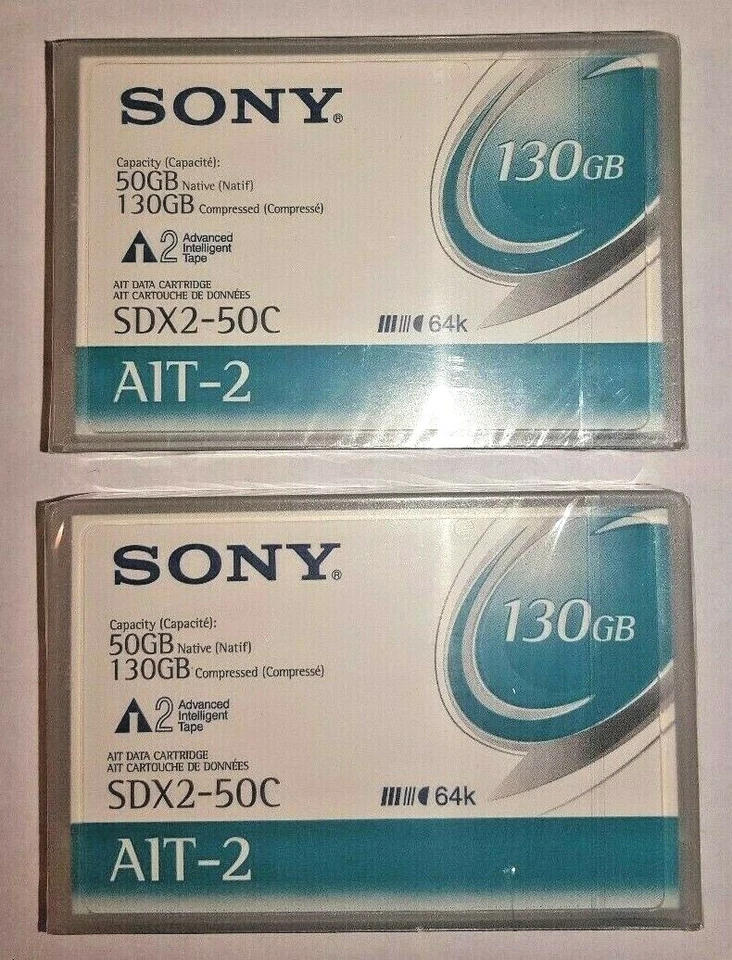 SONY®
Capacity (Capacité):
50GB Native (Natif)
130GB Compressed (Compressé)
130GB
AIT 2 Advanced
Intelligent
Tape
AIT DATA CARTRIDGE
AIT CARTOUCHE DE DONNÉES
SDX2-50C
64k
AIT-2
SONY®
Capacity (Capacité):
50GB Native (Natif)
130GB Compressed (Compressé)
130GB
AIT 2 Advanced
Intelligent
Tape
AIT DATA CARTRIDGE
AIT CARTOUCHE DE DONNÉES
SDX2-50C
64k
AIT-2